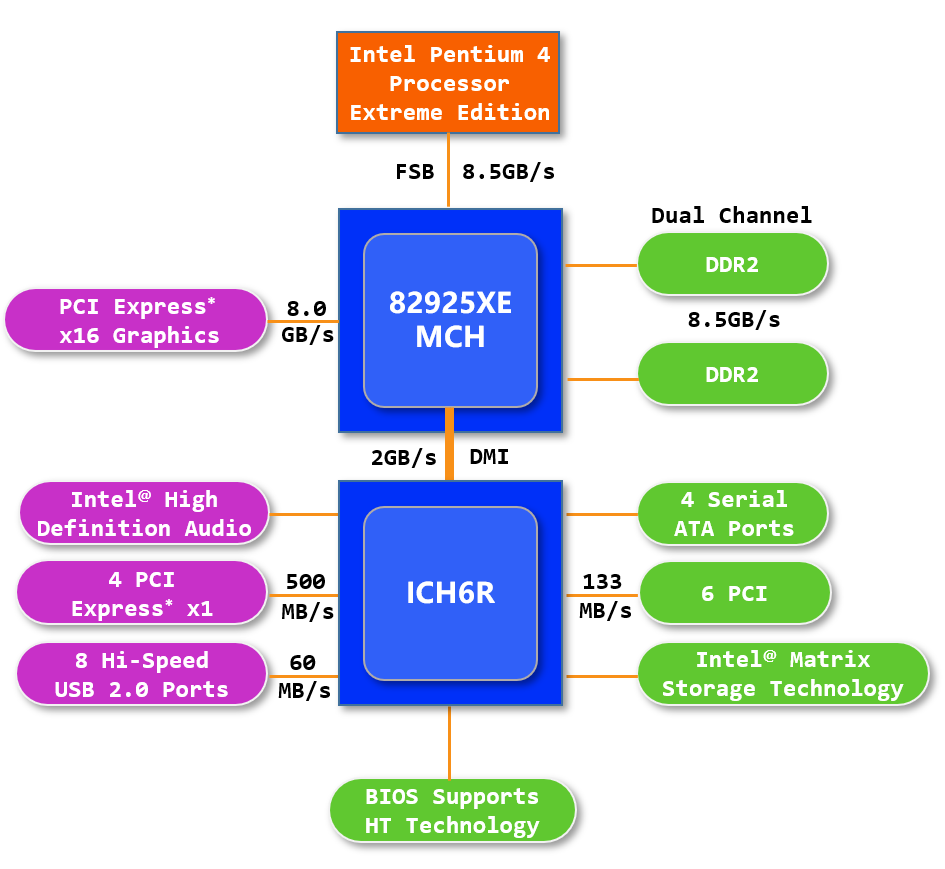 Intel Pentium 4
Processor
Extreme Edition
FSB 8.5GB/s
Dual Channel
DDR2
82925XE
MCH
PCI Express*
x16 Graphics
8.0
GB/s
8.5GB/s
DDR2
2GB/s DMI
Intel@ High
Definition Audio
4 Serial
ATA Ports
4 PCI
Express* x1
500
MB/s
ICH6R
133
MB/s
6 PCI
8 Hi-Speed
USB 2.0 Ports
60
MB/s
Intel@ Matrix
Storage Technology
BIOS Supports
HT Technology